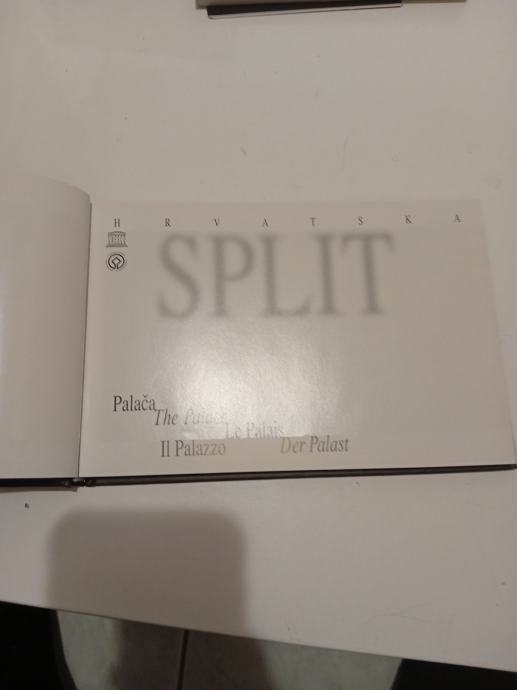 H R V A T S K A
SPLIT
Palača
The Palace
Le Palais
Il Palazzo
Der Palast